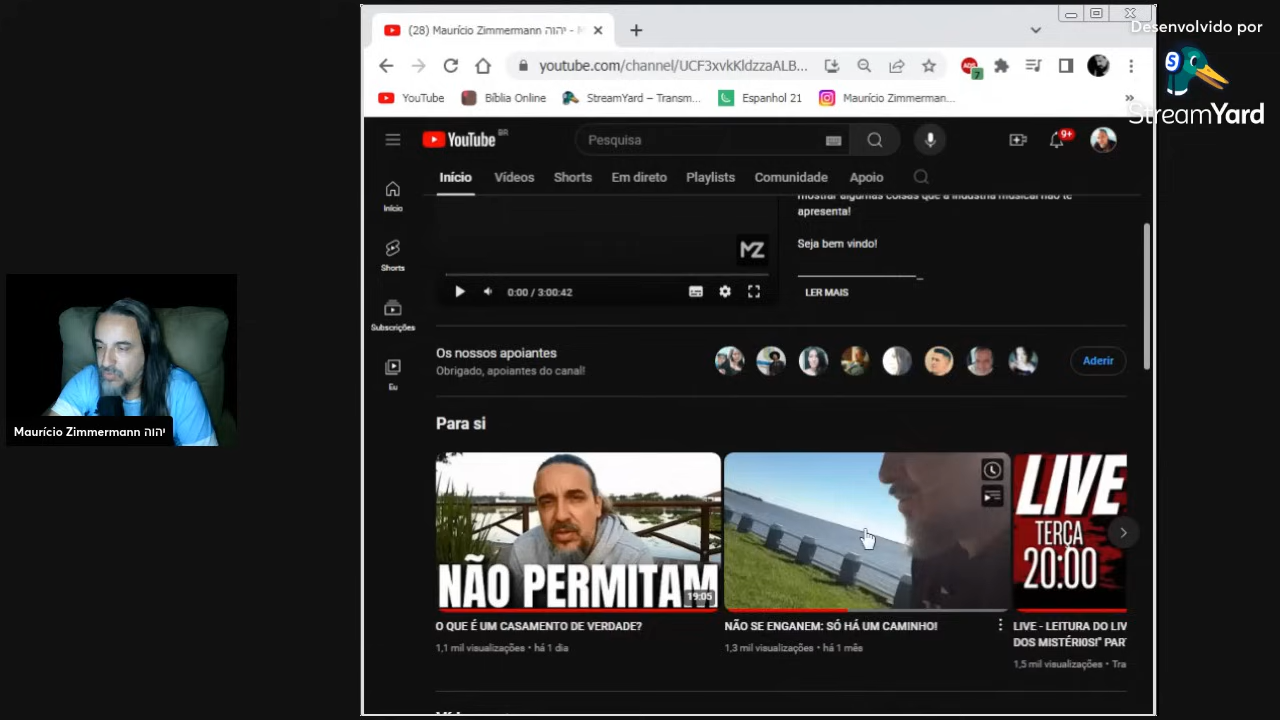 (28) Maurício Zimmermann יהוה -
youtube.com/channel/UCF3xvkKldzzaALB...
Desenvolvido por
StreamYard
YouTube
Bíblia Online
StreamYard – Transm...
Espanhol 21
Maurício Zimmerman...
»
YouTube BR
Pesquisa
9+
Início
Vídeos
Shorts
Em direto
Playlists
Comunidade
Apoio
Início
Shorts
Subscrições
Eu
mostrar algumas coisas que a indústria musical não te
apresenta!
Seja bem vindo!
LER MAIS
MZ
0:00 / 3:00:42
Os nossos apoiantes
Obrigado, apoiantes do canal!
Aderir
Maurício Zimmermann יהוה
Para si
NÃO PERMITAM
19:05
LIVE
TERÇA
20:00
O QUE É UM CASAMENTO DE VERDADE?
1,1 mil visualizações • há 1 dia
NÃO SE ENGANEM: SÓ HÁ UM CAMINHO!
1,3 mil visualizações • há 1 mês
LIVE - LEITURA DO LIV
DOS MISTÉRI0S!" PAR
1,5 mil visualizações • Tra